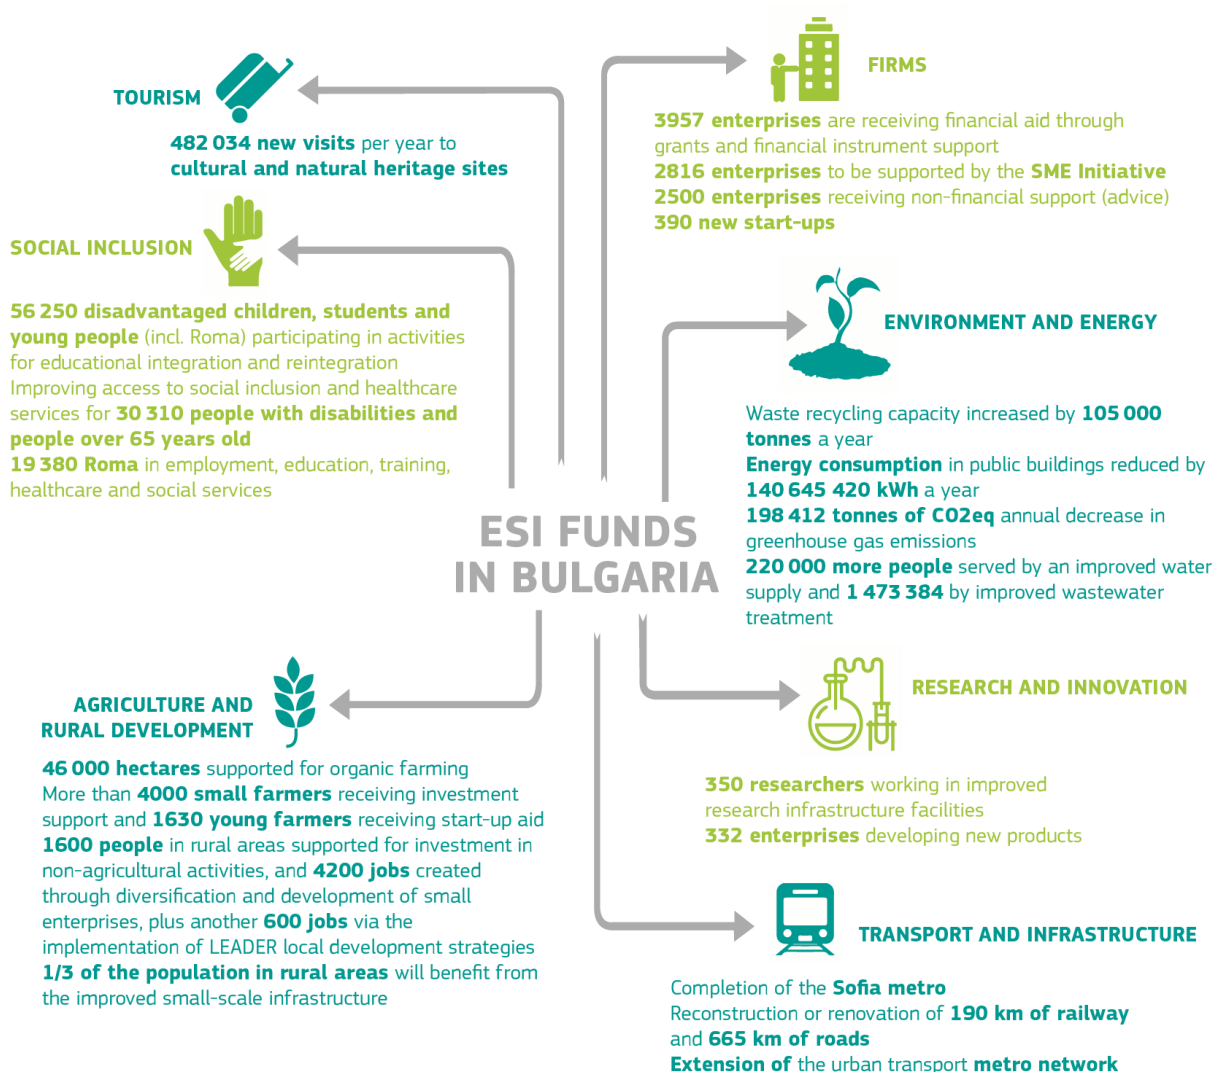 TOURISM
482 034 new visits per year to
cultural and natural heritage sites
FIRMS
3957 enterprises are receiving financial aid through
grants and financial instrument support
2816 enterprises to be supported by the SME Initiative
2500 enterprises receiving non-financial support (advice)
390 new start-ups
SOCIAL INCLUSION
56 250 disadvantaged children, students and
young people (incl. Roma) participating in activities
for educational integration and reintegration
Improving access to social inclusion and healthcare
services for 30 310 people with disabilities and
people over 65 years old
19 380 Roma in employment, education, training,
healthcare and social services
ENVIRONMENT AND ENERGY
Waste recycling capacity increased by 105 000
tonnes a year
Energy consumption in public buildings reduced by
140 645 420 kWh a year
198 412 tonnes of CO2eq annual decrease in
greenhouse gas emissions
220 000 more people served by an improved water
supply and 1 473 384 by improved wastewater
treatment
ESI FUNDS
IN BULGARIA
AGRICULTURE AND
RURAL DEVELOPMENT
46 000 hectares supported for organic farming
More than 4000 small farmers receiving investment
support and 1630 young farmers receiving start-up aid
1600 people in rural areas supported for investment in
non-agricultural activities, and 4200 jobs created
through diversification and development of small
enterprises, plus another 600 jobs via the
implementation of LEADER local development strategies
1/3 of the population in rural areas will benefit from
the improved small-scale infrastructure
RESEARCH AND INNOVATION
350 researchers working in improved
research infrastructure facilities
332 enterprises developing new products
TRANSPORT AND INFRASTRUCTURE
Completion of the Sofia metro
Reconstruction or renovation of 190 km of railway
and 665 km of roads
Extension of the urban transport metro network